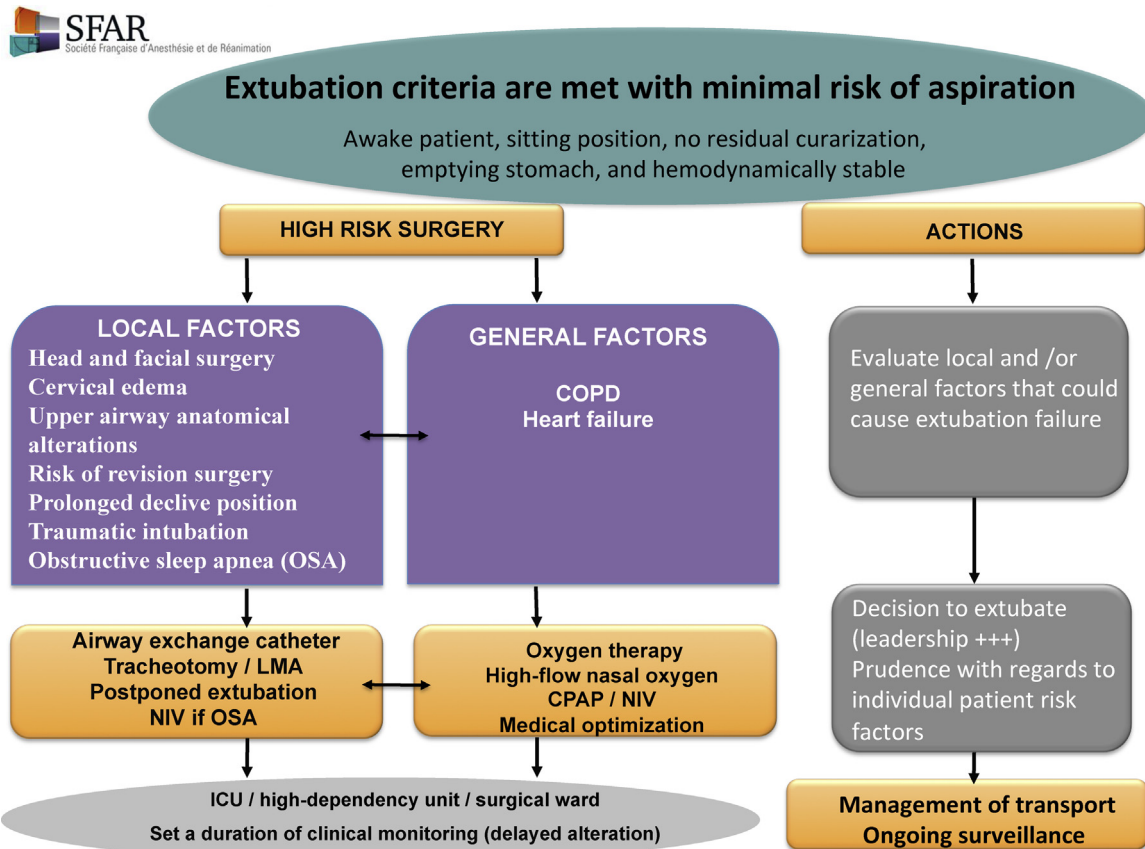 SFAR
Société Française d'Anesthésie et de Réanimation
Extubation criteria are met with minimal risk of aspiration
Awake patient, sitting position, no residual curarization,
emptying stomach, and hemodynamically stable
HIGH RISK SURGERY
ACTIONS
LOCAL FACTORS
Head and facial surgery
Cervical edema
Upper airway anatomical
alterations
Risk of revision surgery
Prolonged declive position
Traumatic intubation
Obstructive sleep apnea (OSA)
GENERAL FACTORS
COPD
Heart failure
Evaluate local and /or
general factors that could
cause extubation failure
Airway exchange catheter
Tracheotomy / LMA
Postponed extubation
NIV if OSA
Oxygen therapy
High-flow nasal oxygen
CPAP / NIV
Medical optimization
Decision to extubate
(leadership +++)
Prudence with regards to
individual patient risk
factors
ICU / high-dependency unit / surgical ward
Set a duration of clinical monitoring (delayed alteration)
Management of transport
Ongoing surveillance